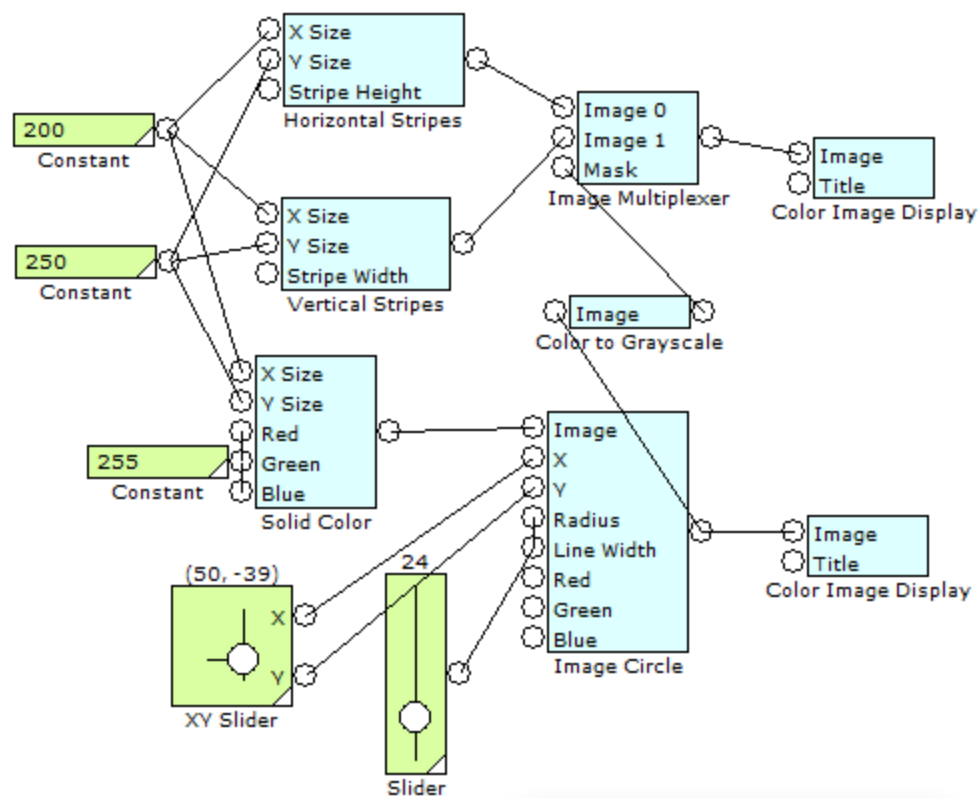 X Size
Y Size
Stripe Height
Horizontal Stripes
200
Constant
Image 0
Image 1
Mask
Image Multiplexer
Image
Title
Color Image Display
X Size
Y Size
Stripe Width
Vertical Stripes
250
Constant
Image
Color to Grayscale
X Size
Y Size
Red
Green
Blue
Solid Color
255
Constant
Image
X
Y
Radius
Line Width
Red
Green
Blue
Image Circle
Image
Title
Color Image Display
(50, -39)
X
Y
XY Slider
24
Slider